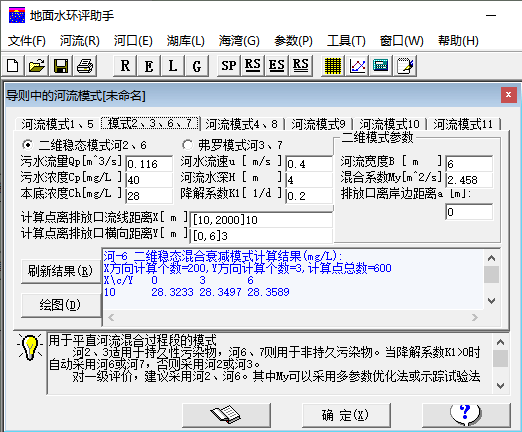 地面水环评助手
文件(F) 河流(R) 河口(E) 湖库(L) 海湾(G) 参数(P) 工具(T) 窗口(W) 帮助(H)
R E L G SP RS ES RS
导则中的河流模式[未命名]
河流模式1、5 模式2、3、6、7 河流模式4、8 河流模式9 河流模式10 河流模式11
二维稳态模式河2、6 弗罗模式河3、7 二维模式参数
污水流量Qp[m^3/s] 0.116 河水流速u [ m/s ] 0.4 河流宽度B [ m ] 6
污水浓度Cp[mg/L ] 40 河流水深H [ m ] 4 混合系数My[m^2/s] 2.458
本底浓度Ch[mg/L ] 28 降解系数K1[ 1/d ] 0.2 排放口离岸边距离a [m]:
0
计算点离排放口流线距离X[ m ] [10,2000]10
计算点离排放口横向距离Y[ m ] [0,6]3
河-6 二维稳态混合衰减模式计算结果(mg/L):
X方向计算个数=200,Y方向计算个数=3,计算点总数=600
X\c/Y 0 3 6
10 28.3233 28.3497 28.3589
刷新结果(R)
绘图(D)
用于平直河流混合过程段的模式
河2、3适用于持久性污染物，河6、7则用于非持久污染物。当降解系数K1>0时
自动采用河6或河7，否则采用河2或河3。
对一级评价，建议采用河2、河6。其中My可以采用多参数优化法或示踪试验法
确 定(X)